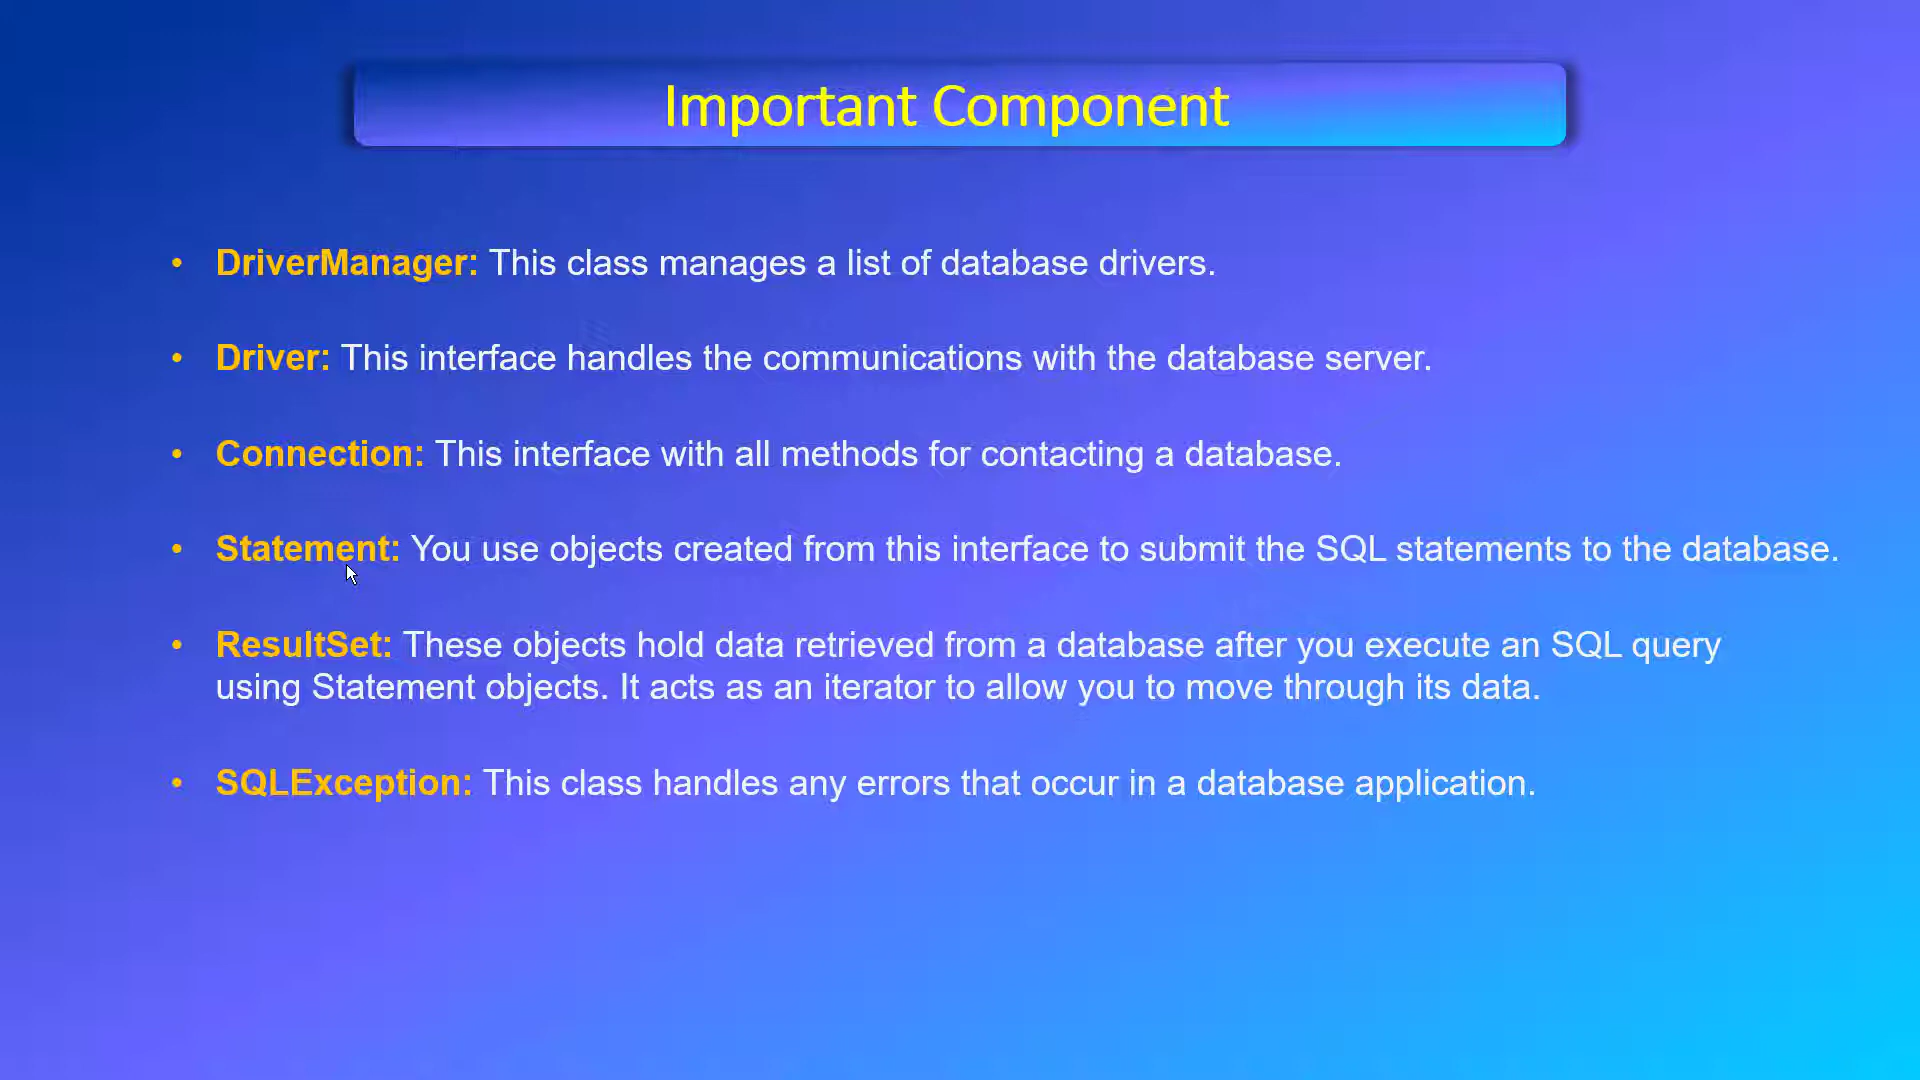 Important Component
• DriverManager: This class manages a list of database drivers.
• Driver: This interface handles the communications with the database server.
• Connection: This interface with all methods for contacting a database.
• Statement: You use objects created from this interface to submit the SQL statements to the database.
• ResultSet: These objects hold data retrieved from a database after you execute an SQL query
using Statement objects. It acts as an iterator to allow you to move through its data.
• SQLException: This class handles any errors that occur in a database application.